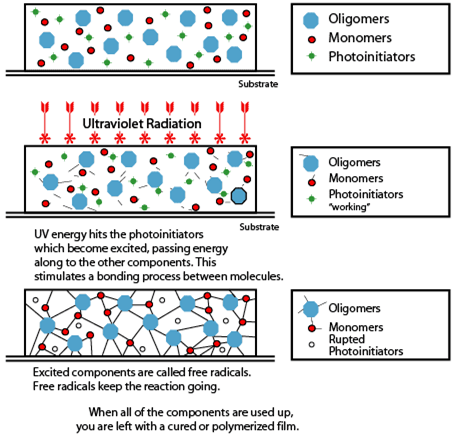 Oligomers
Monomers
Photoinitiators
Substrate
Ultraviolet Radiation
Oligomers
Monomers
Photoinitiators
"working"
Substrate
UV energy hits the photoinitiators
which become excited, passing energy
along to the other components. This
stimulates a bonding process between molecules.
Oligomers
Monomers
Rupted
Photoinitiators
Excited components are called free radicals.
Free radicals keep the reaction going.
When all of the components are used up,
you are left with a cured or polymerized film.